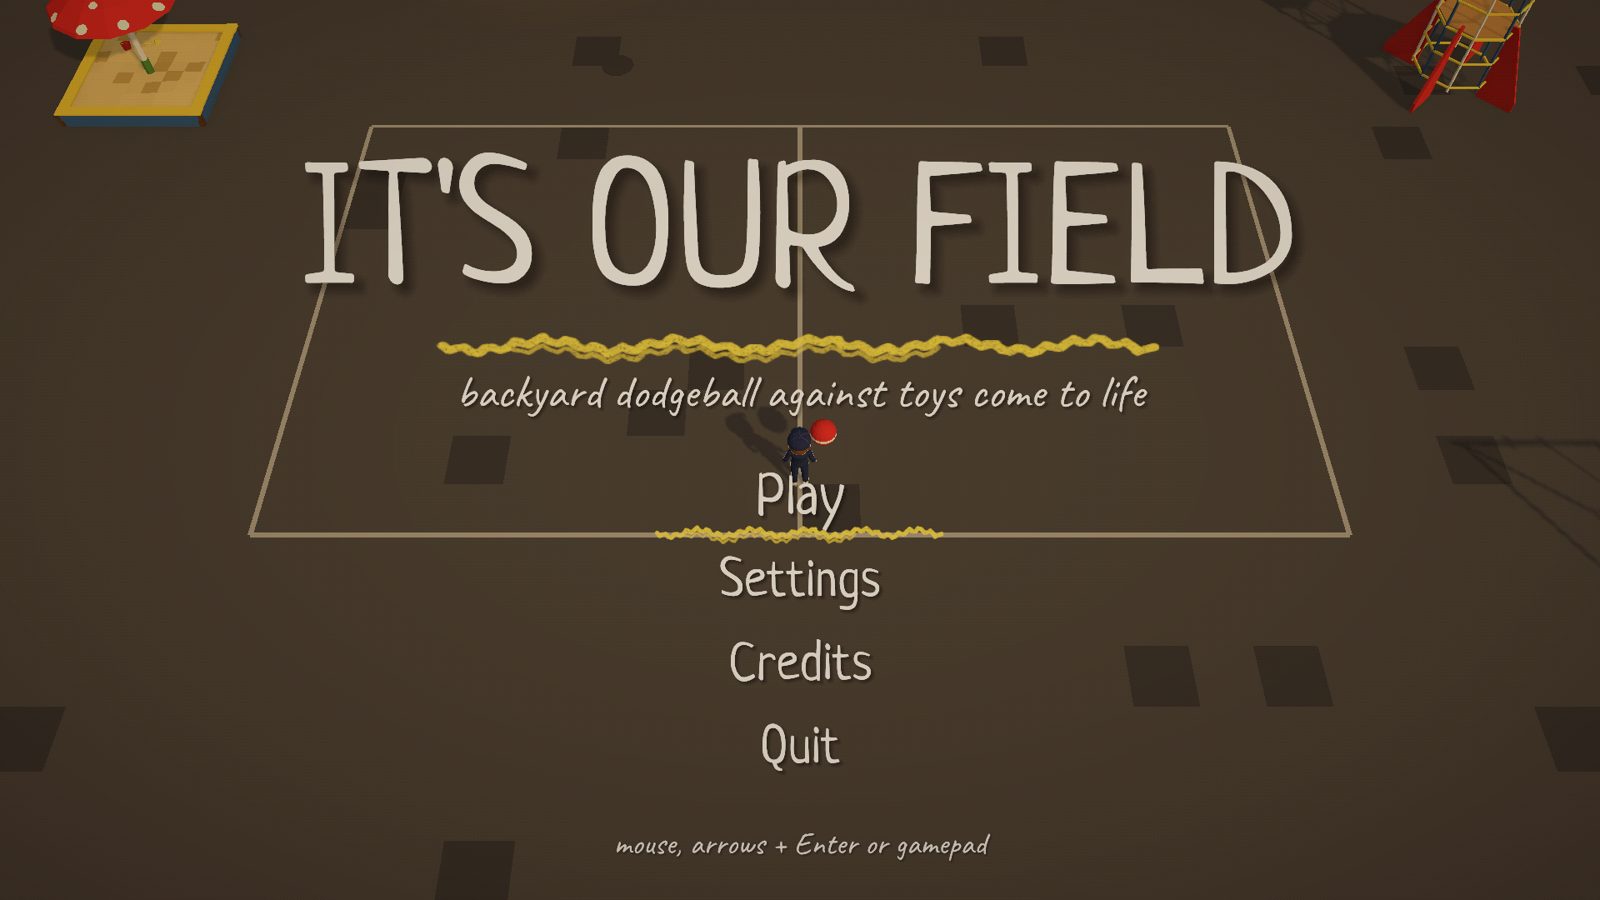 IT'S OUR FIELD
backyard dodgeball against toys come to life
Play
Settings
Credits
Quit
mouse, arrows + Enter or gamepad